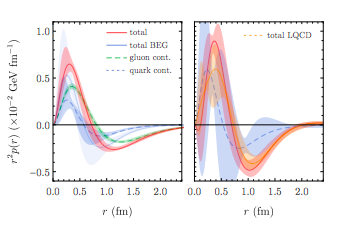 1.0
0.5
0.0
−0.5
r²p(r) (×10⁻² GeV fm⁻¹)
total
total BEG
gluon cont.
quark cont.
0.0 0.5 1.0 1.5 2.0
r (fm)
total LQCD
0.0 0.5 1.0 1.5 2.0
r (fm)